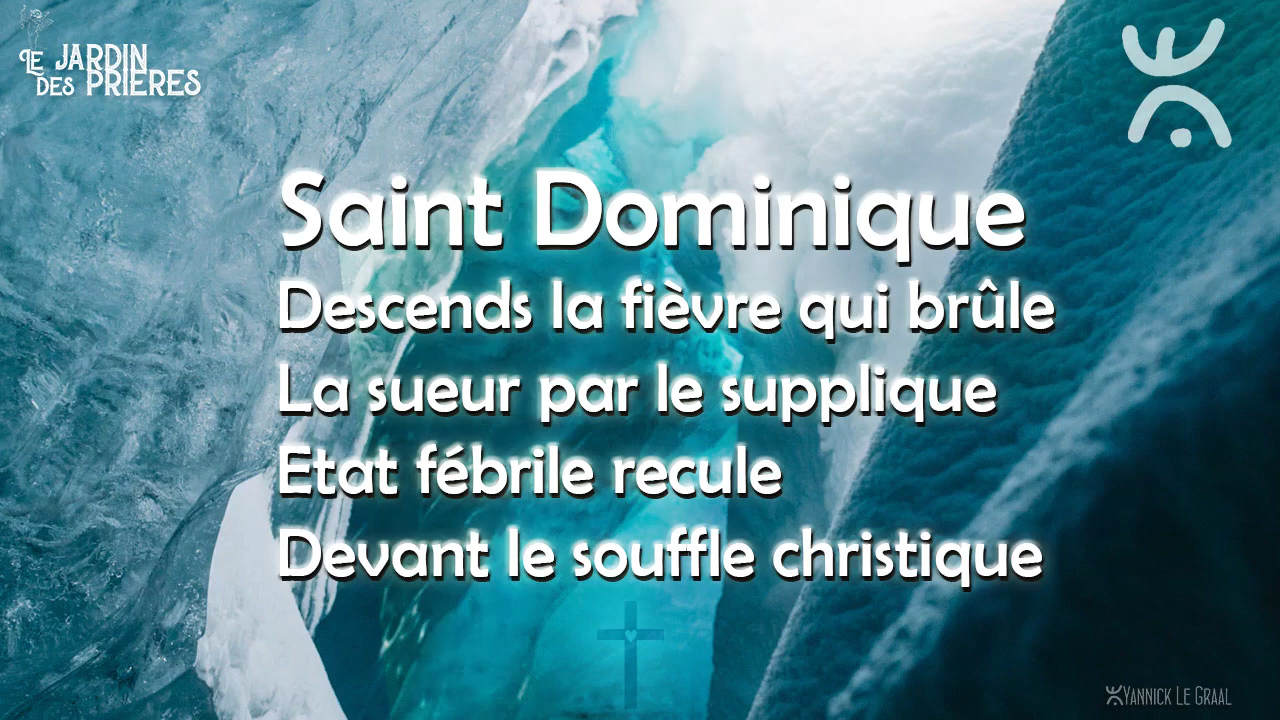 LE JARDIN
DES PRIERES
Saint Dominique
Descends la fièvre qui brûle
La sueur par le supplique
Etat fébrile recule
Devant le souffle christique
YANNICK LE GRAAL